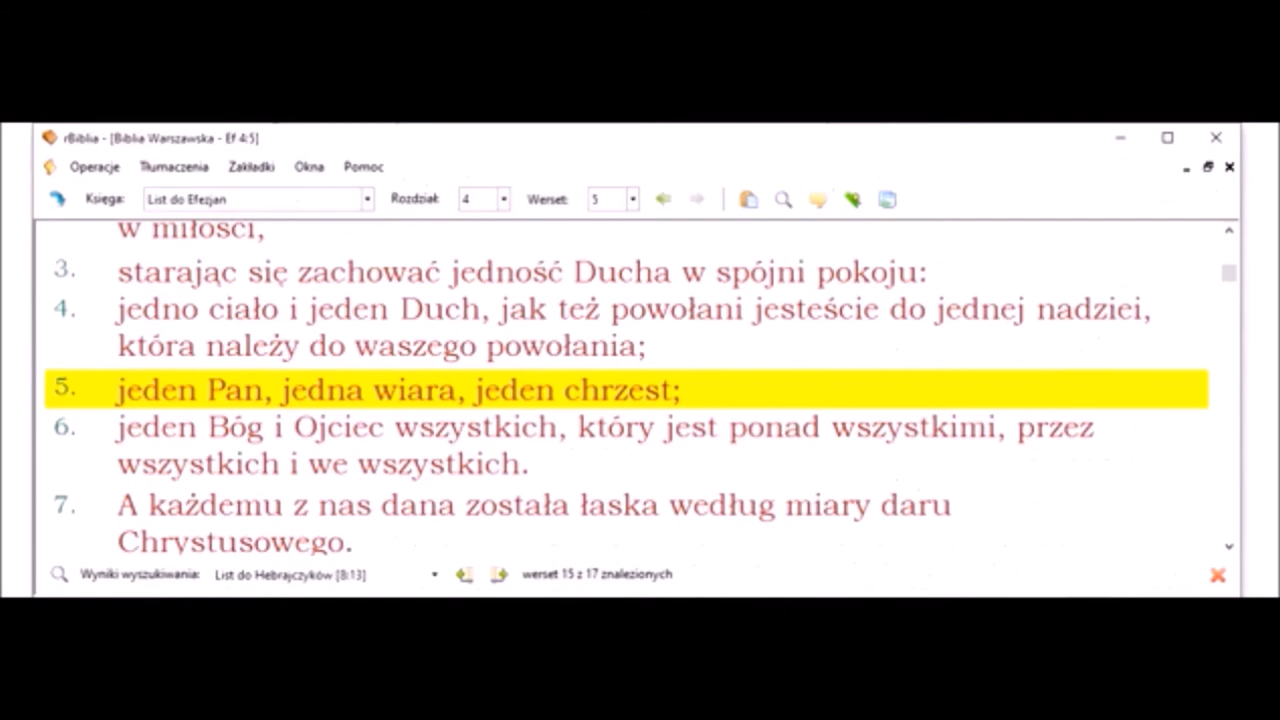 rBiblia - [Biblia Warszawska - Ef 4:5]
Operacje Tłumaczenia Zakładki Okna Pomoc
Księga: List do Efezjan Rozdział: 4 Werset: 5
w miłości,
3. starając się zachować jedność Ducha w spójni pokoju:
4. jedno ciało i jeden Duch, jak też powołani jesteście do jednej nadziei,
która należy do waszego powołania;
5. jeden Pan, jedna wiara, jeden chrzest;
6. jeden Bóg i Ojciec wszystkich, który jest ponad wszystkimi, przez
wszystkich i we wszystkich.
7. A każdemu z nas dana została łaska według miary daru
Chrystusowego.
Wyniki wyszukiwania: List do Hebrajczyków [8:13] werset 15 z 17 znalezionych